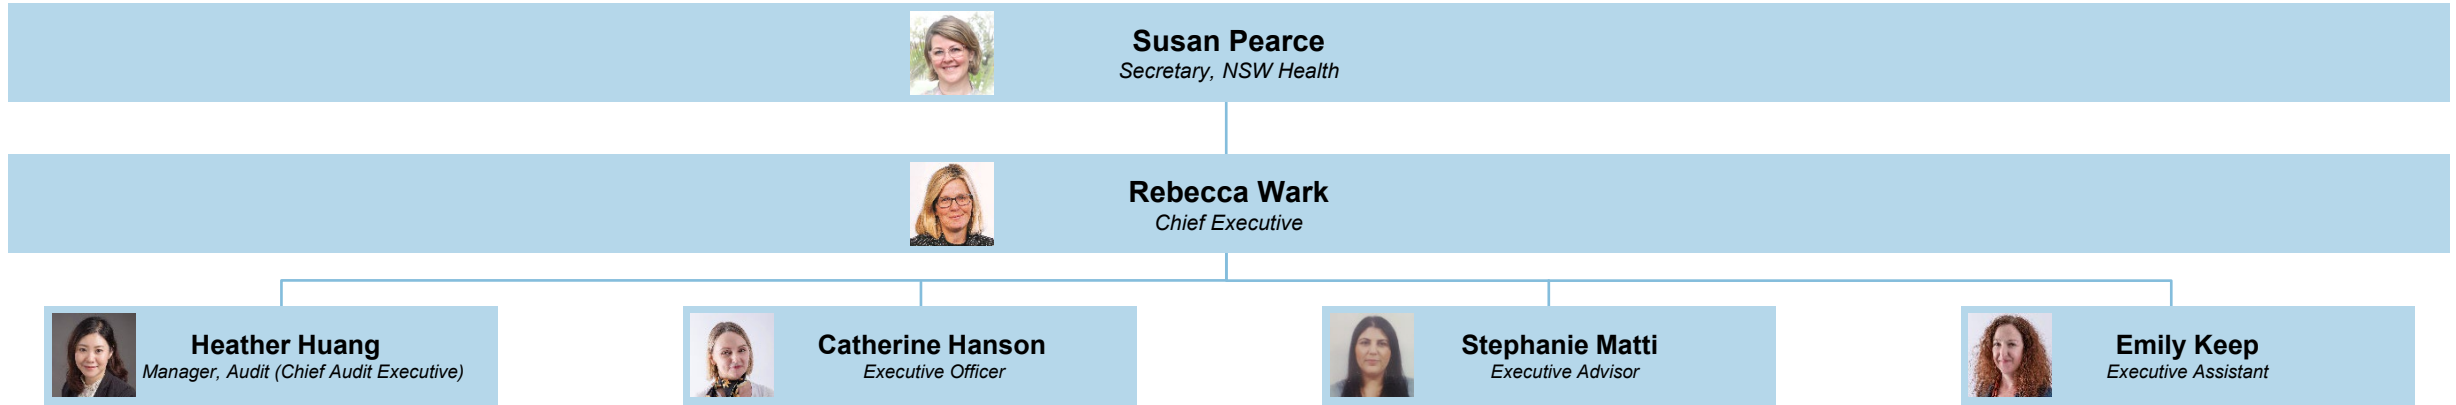 Susan Pearce
Secretary, NSW Health
Rebecca Wark
Chief Executive
Heather Huang
Manager, Audit (Chief Audit Executive)
Catherine Hanson
Executive Officer
Stephanie Matti
Executive Advisor
Emily Keep
Executive Assistant